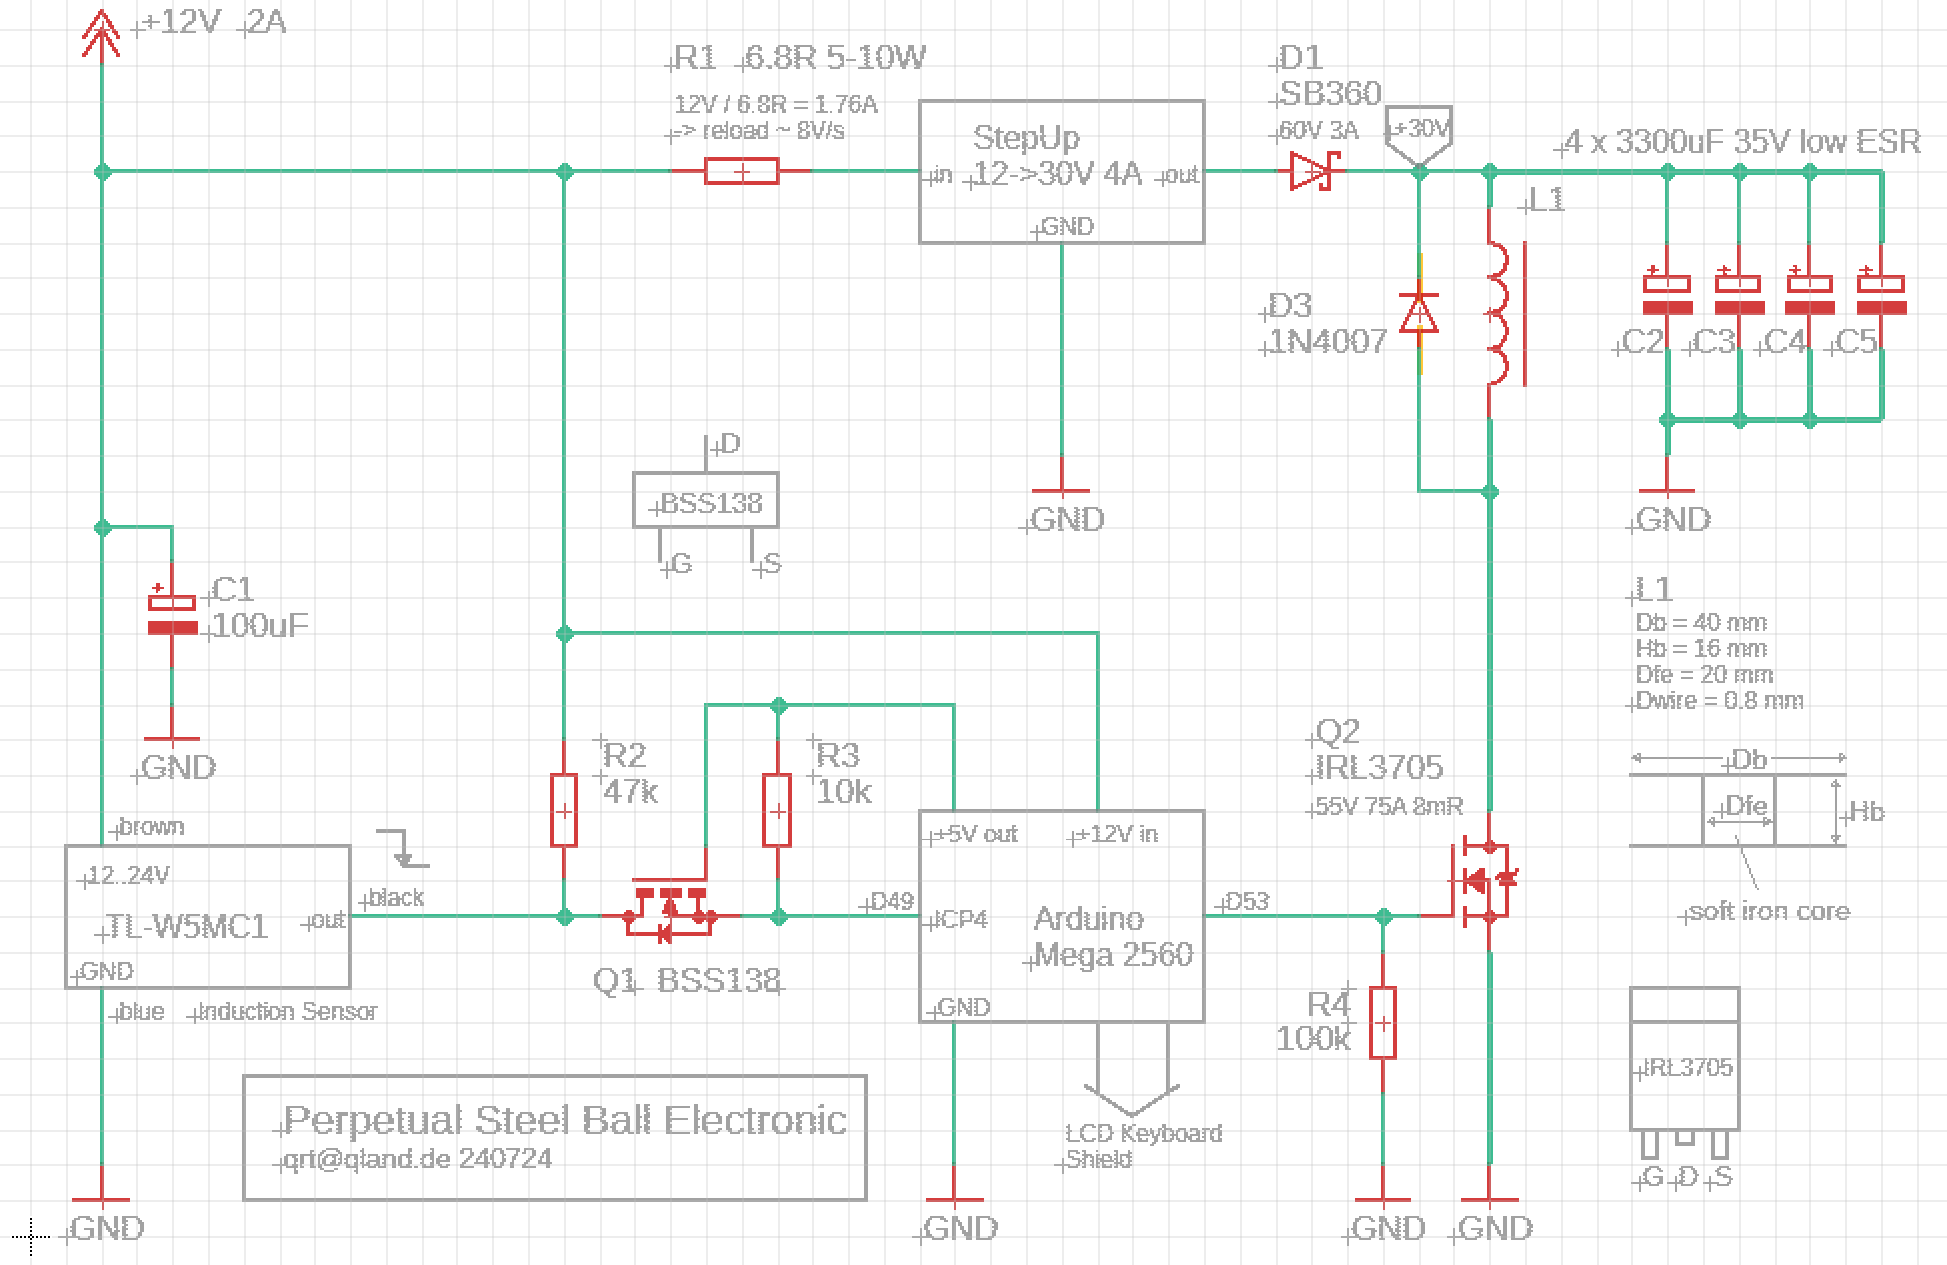 +12V 2A
R1 6.8R 5-10W
12V / 6.8R = 1.76A
-> reload ~ 8V/s
StepUp
12->30V 4A
in
out
GND
D1
SB360
60V 3A
+30V
4 x 3300uF 35V low ESR
L1
D3
1N4007
C2
C3
C4
C5
GND
GND
D
BSS138
G
S
C1
100uF
GND
L1
Db = 40 mm
Hb = 16 mm
Dfe = 20 mm
Dwire = 0.8 mm
Db
Dfe
Hb
soft iron core
R2
47k
R3
10k
Q2
IRL3705
55V 75A 8mR
brown
12..24V
TL-W5MC1
out
GND
black
blue
Induction Sensor
Q1 BSS138
D49
+5V out
+12V in
ICP4
Arduino
Mega 2560
GND
D53
R4
100k
LCD Keyboard
Shield
IRL3705
G D S
Perpetual Steel Ball Electronic
qrt@qland.de 240724
GND
GND
GND
GND